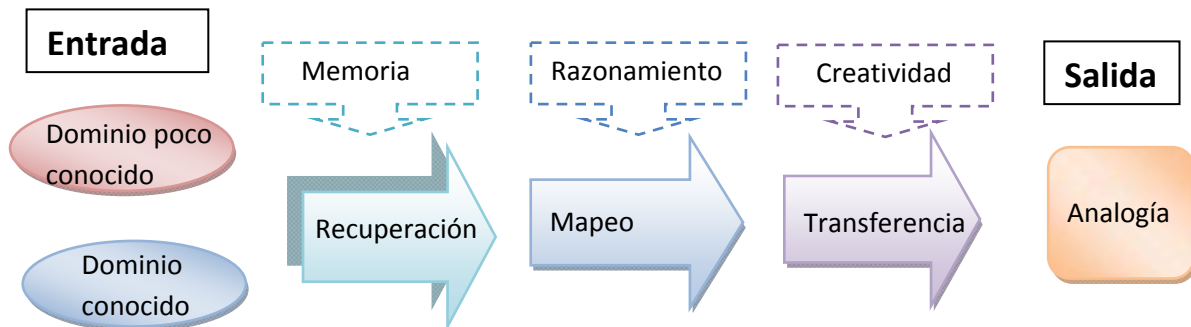 Entrada
Dominio poco
conocido
Dominio
conocido
Memoria
Recuperación
Razonamiento
Mapeo
Creatividad
Transferencia
Salida
Analogía